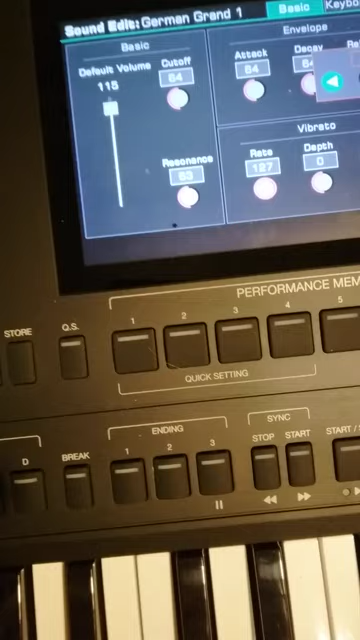 Sound Edit: German Grand 1
Basic
Basic
Default Volume
115
Cutoff
64
Resonance
63
Envelope
Attack
64
Decay
Vibrato
Rate
127
Depth
0
PERFORMANCE
STORE
Q.S.
1
2
3
4
5
QUICK SETTING
D
BREAK
ENDING
1
2
3
SYNC
STOP
START
START /